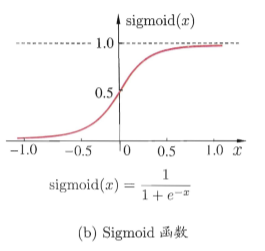 sigmoid(x)
1.0
0.5
−1.0 −0.5 0 0.5 1.0 x
sigmoid(x) = 1 / (1 + e^{−x})
(b) Sigmoid 函数